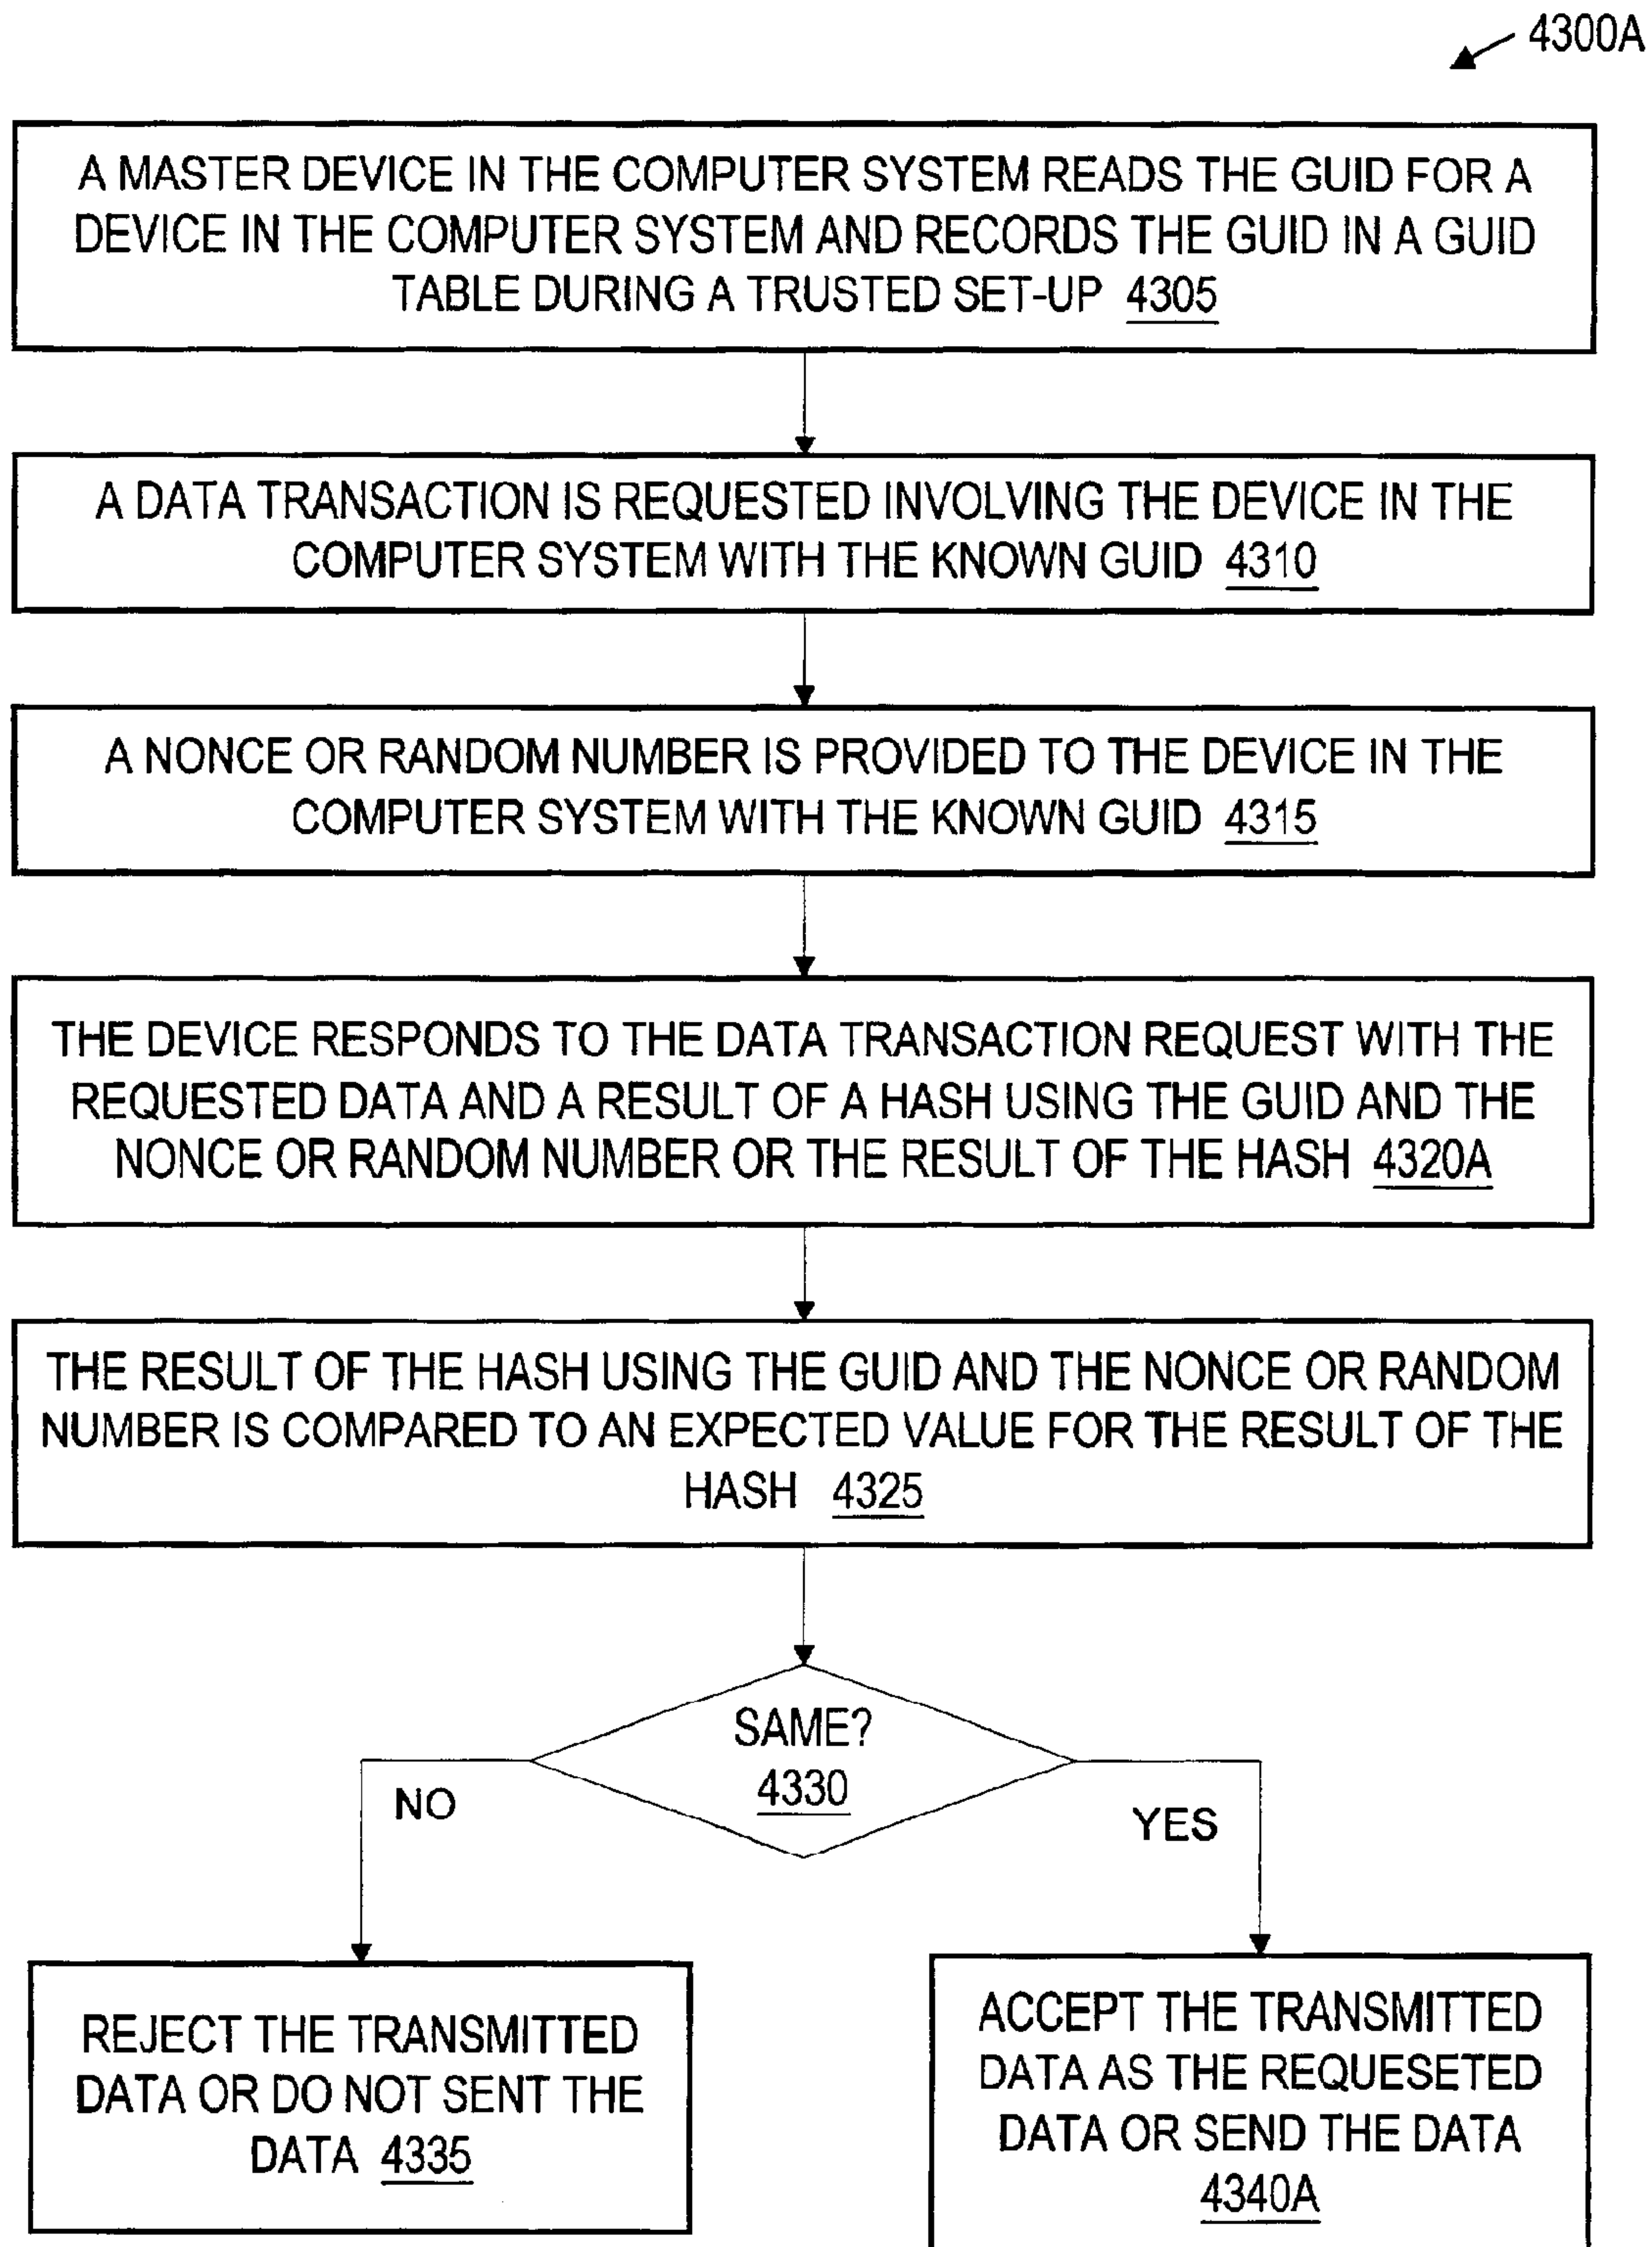 4300A
A MASTER DEVICE IN THE COMPUTER SYSTEM READS THE GUID FOR A
DEVICE IN THE COMPUTER SYSTEM AND RECORDS THE GUID IN A GUID
TABLE DURING A TRUSTED SET-UP 4305
A DATA TRANSACTION IS REQUESTED INVOLVING THE DEVICE IN THE
COMPUTER SYSTEM WITH THE KNOWN GUID 4310
A NONCE OR RANDOM NUMBER IS PROVIDED TO THE DEVICE IN THE
COMPUTER SYSTEM WITH THE KNOWN GUID 4315
THE DEVICE RESPONDS TO THE DATA TRANSACTION REQUEST WITH THE
REQUESTED DATA AND A RESULT OF A HASH USING THE GUID AND THE
NONCE OR RANDOM NUMBER OR THE RESULT OF THE HASH 4320A
THE RESULT OF THE HASH USING THE GUID AND THE NONCE OR RANDOM
NUMBER IS COMPARED TO AN EXPECTED VALUE FOR THE RESULT OF THE
HASH 4325
SAME?
4330
NO
YES
REJECT THE TRANSMITTED
DATA OR DO NOT SENT THE
DATA 4335
ACCEPT THE TRANSMITTED
DATA AS THE REQUESETED
DATA OR SEND THE DATA
4340A